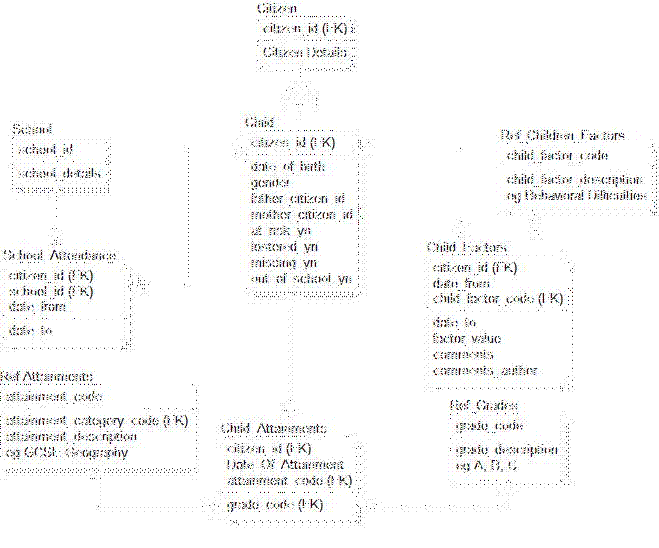 Citizen
citizen_id (FK)
Citizen Details
School
school_id
school_details
Child
citizen_id (FK)
date_of_birth
gender
father_citizen_id
mother_citizen_id
at_risk_yn
fostered_yn
missing_yn
out_of_school_yn
Ref_Children_Factors
child_factor_code
child_factor_description
eg Behavioral Difficulties
School_Attendance
citizen_id (FK)
school_id (FK)
date_from
date_to
Child_Factors
citizen_id (FK)
date_from
child_factor_code (FK)
date_to
factor_value
comments
comments_author
Ref Attainments
attainment_code
attainment_category_code (FK)
attainment_description
eg GCSE Geography
Child_Attainments
citizen_id (FK)
Date_Of_Attainment
attainment_code (FK)
grade_code (FK)
Ref_Grades
grade_code
grade_description
eg A, B, C